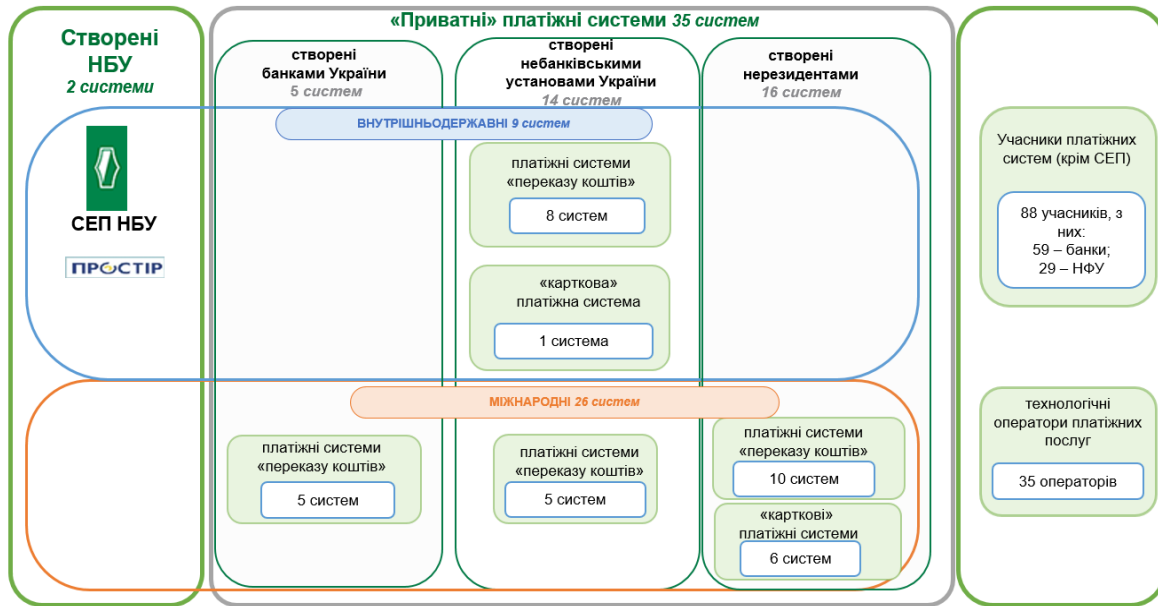 Створені
НБУ
2 системи
СЕП НБУ
ПРОСТІР
«Приватні» платіжні системи 35 систем
створені
банками України
5 систем
створені
небанківськими
установами України
14 систем
створені
нерезидентами
16 систем
ВНУТРІШНЬОДЕРЖАВНІ 9 систем
платіжні системи
«переказу коштів»
8 систем
«карткова»
платіжна система
1 система
МІЖНАРОДНІ 26 систем
платіжні системи
«переказу коштів»
5 систем
платіжні системи
«переказу коштів»
5 систем
платіжні системи
«переказу коштів»
10 систем
«карткові»
платіжні системи
6 систем
Учасники платіжних
систем (крім СЕП)
88 учасників, з
них:
59 – банки;
29 – НФУ
технологічні
оператори платіжних
послуг
35 операторів